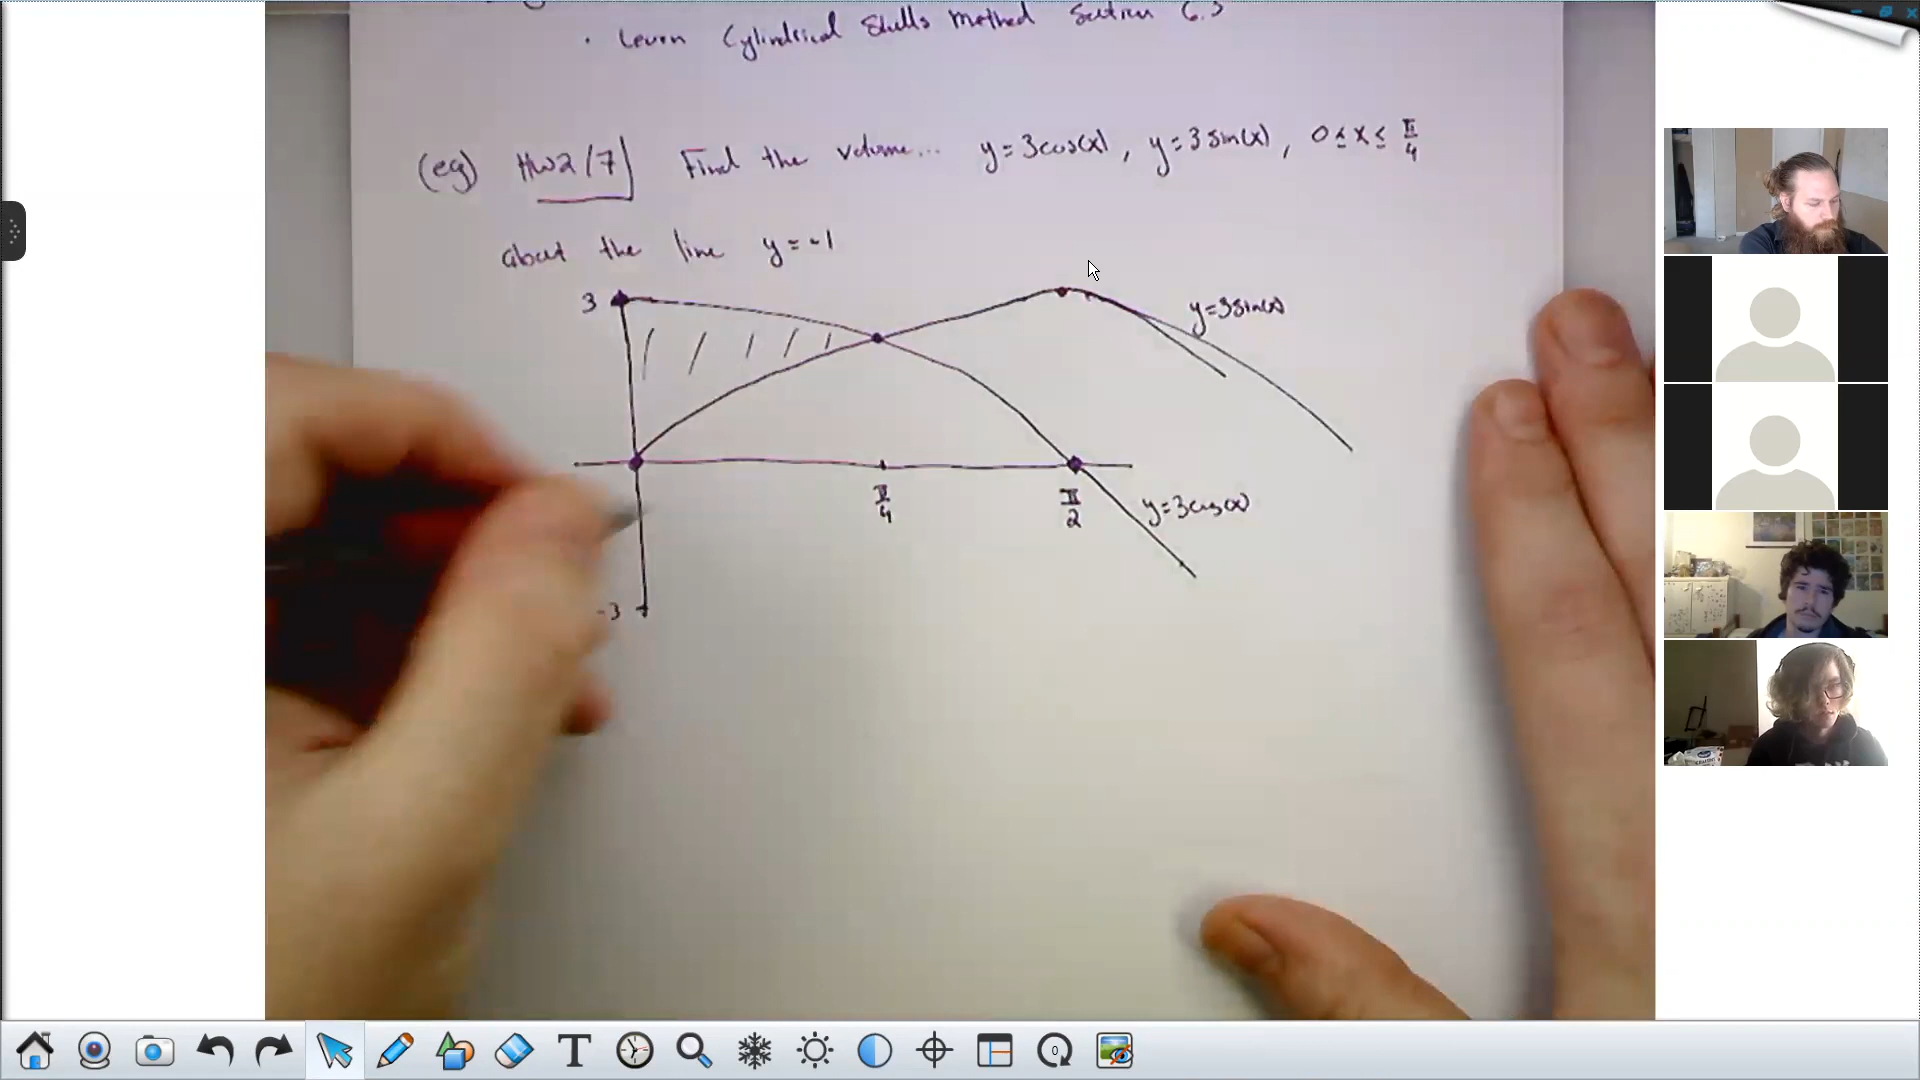 • Learn Cylindrical Shells Method Section 6.3
(eg) HW2/7] Find the volume... y=3cos(x), y=3sin(x), 0≤x≤π/4
about the line y=-1
3
y=3sin(x)
π/4
π/2
y=3cos(x)
-3
T
0